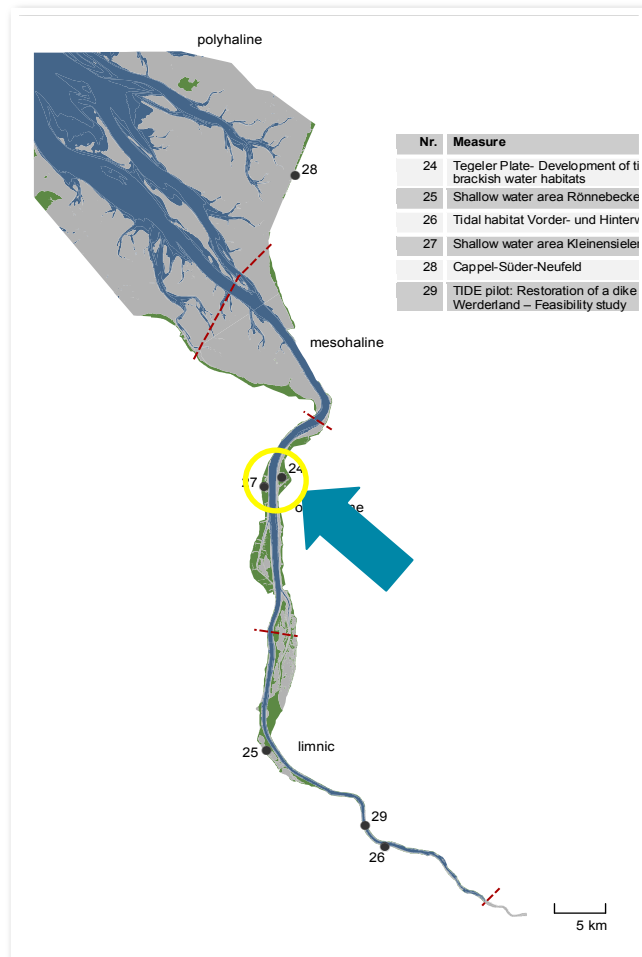 polyhaline
28
Nr. Measure
24 Tegeler Plate- Development of ti
brackish water habitats
25 Shallow water area Rönnebecke
26 Tidal habitat Vorder- und
27 Shallow water area Kleinensieler
28 Cappel-Süder-Neufeld
29 TIDE pilot: Restoration of a dike
Werderland – Feasibility study
mesohaline
24
27
limnic
25
29
26
5 km